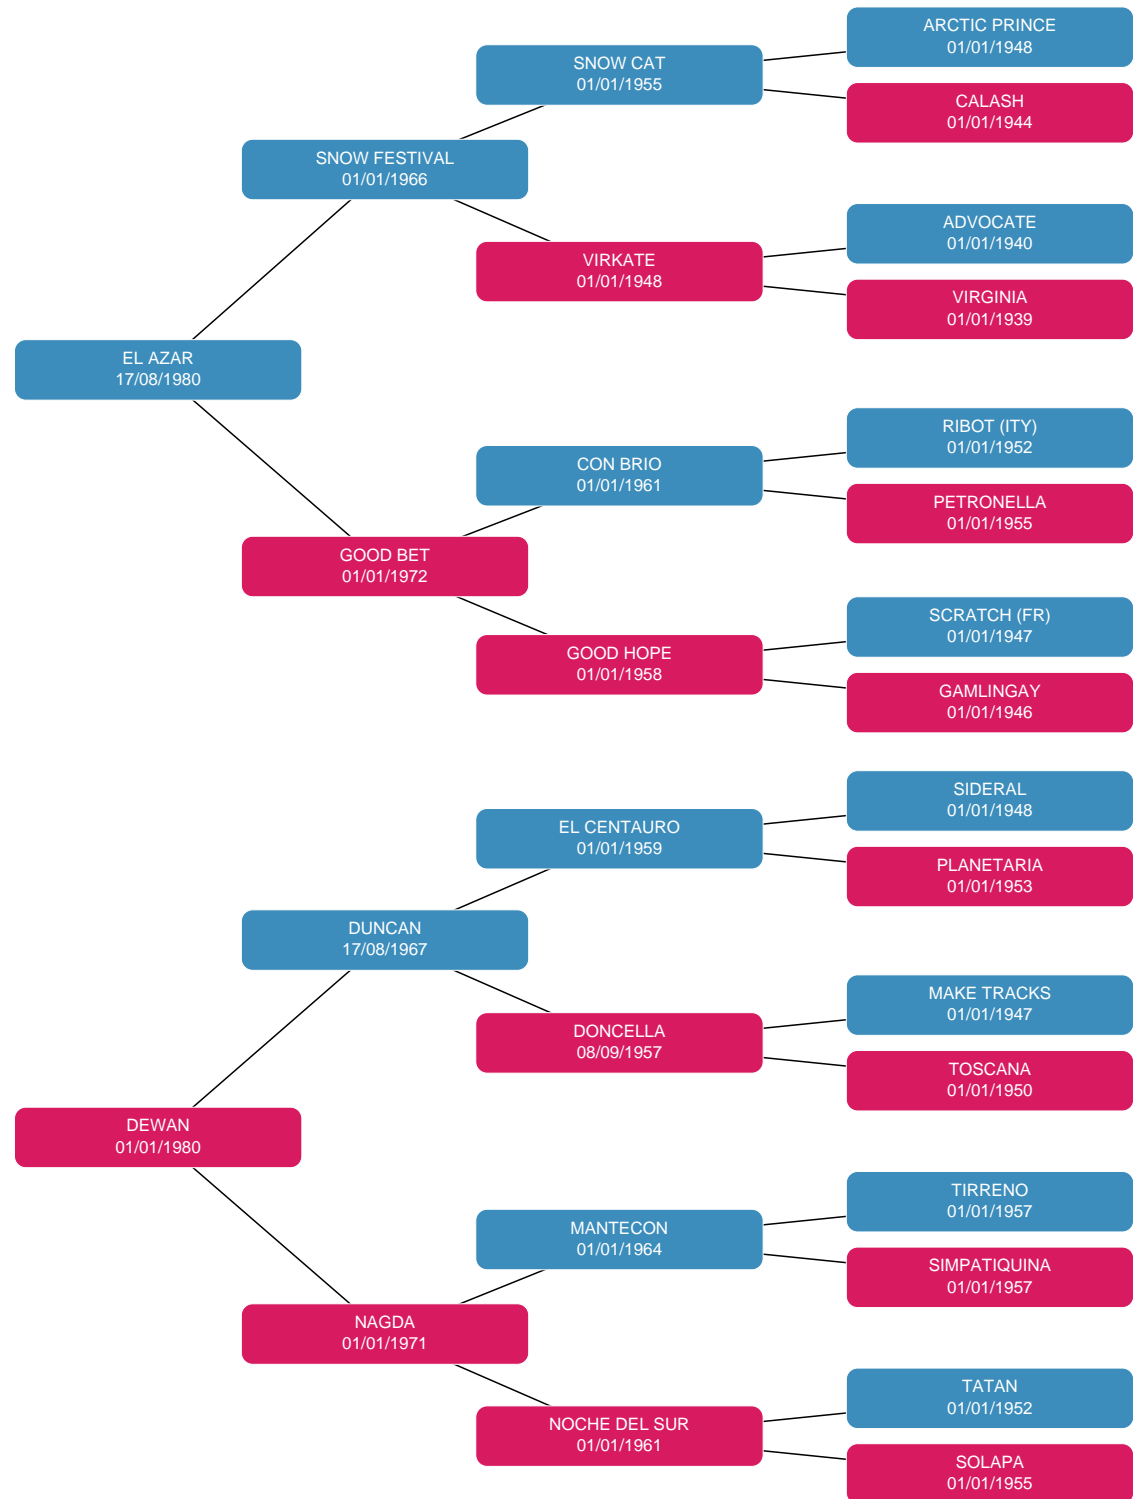 ARCTIC PRINCE
01/01/1948
SNOW CAT
01/01/1955
CALASH
01/01/1944
SNOW FESTIVAL
01/01/1966
ADVOCATE
01/01/1940
VIRKATE
01/01/1948
VIRGINIA
01/01/1939
EL AZAR
17/08/1980
RIBOT (ITY)
01/01/1952
CON BRIO
01/01/1961
PETRONELLA
01/01/1955
GOOD BET
01/01/1972
SCRATCH (FR)
01/01/1947
GOOD HOPE
01/01/1958
GAMLINGAY
01/01/1946
SIDERAL
01/01/1948
EL CENTAURO
01/01/1959
PLANETARIA
01/01/1953
DUNCAN
17/08/1967
MAKE TRACKS
01/01/1947
DONCELLA
08/09/1957
TOSCANA
01/01/1950
DEWAN
01/01/1980
TIRRENO
01/01/1957
MANTECON
01/01/1964
SIMPATIQUINA
01/01/1957
NAGDA
01/01/1971
TATAN
01/01/1952
NOCHE DEL SUR
01/01/1961
SOLAPA
01/01/1955